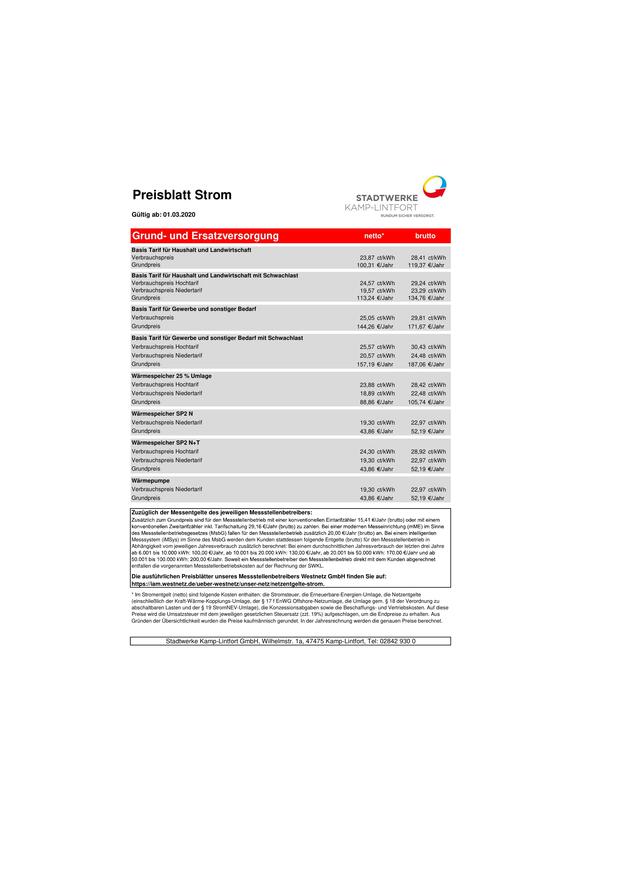 Preisblatt Strom
STADTWERKE
KAMP-LINTFORT
RUNDUM SICHER VERSORGT.
Gültig ab: 01.03.2020
Grund- und Ersatzversorgung netto* brutto
Basis Tarif für Haushalt und Landwirtschaft
Verbrauchspreis 23,87 ct/kWh 28,41 ct/kWh
Grundpreis 100,31 €/Jahr 119,37 €/Jahr
Basis Tarif für Haushalt und Landwirtschaft mit Schwachlast
Verbrauchspreis Hochtarif 24,57 ct/kWh 29,24 ct/kWh
Verbrauchspreis Niedertarif 19,57 ct/kWh 23,29 ct/kWh
Grundpreis 113,24 €/Jahr 134,76 €/Jahr
Basis Tarif für Gewerbe und sonstiger Bedarf
Verbrauchspreis 25,05 ct/kWh 29,81 ct/kWh
Grundpreis 144,26 €/Jahr 171,67 €/Jahr
Basis Tarif für Gewerbe und sonstiger Bedarf mit Schwachlast
Verbrauchspreis Hochtarif 25,57 ct/kWh 30,43 ct/kWh
Verbrauchspreis Niedertarif 20,57 ct/kWh 24,48 ct/kWh
Grundpreis 157,19 €/Jahr 187,06 €/Jahr
Wärmespeicher 25 % Umlage
Verbrauchspreis Hochtarif 23,88 ct/kWh 28,42 ct/kWh
Verbrauchspreis Niedertarif 18,89 ct/kWh 22,48 ct/kWh
Grundpreis 88,86 €/Jahr 105,74 €/Jahr
Wärmespeicher SP2 N
Verbrauchspreis Niedertarif 19,30 ct/kWh 22,97 ct/kWh
Grundpreis 43,86 €/Jahr 52,19 €/Jahr
Wärmespeicher SP2 N+T
Verbrauchspreis Hochtarif 24,30 ct/kWh 28,92 ct/kWh
Verbrauchspreis Niedertarif 19,30 ct/kWh 22,97 ct/kWh
Grundpreis 43,86 €/Jahr 52,19 €/Jahr
Wärmepumpe
Verbrauchspreis Niedertarif 19,30 ct/kWh 22,97 ct/kWh
Grundpreis 43,86 €/Jahr 52,19 €/Jahr
Zuzüglich der Messentgelte des jeweiligen Messstellenbetreibers:
Zusätzlich zum Grundpreis sind für den Messstellenbetrieb mit einer konventionellen Eintarifzähler 15,41 €/Jahr (brutto) oder mit einem
konventionellen Zweitarifzähler inkl. Tarifschaltung 29,16 €/Jahr (brutto) zu zahlen. Bei einer modernen Messeinrichtung (mME) im Sinne
des Messstellenbetriebsgesetzes (MsbG) fallen für den Messstellenbetrieb zusätzlich 20,00 €/Jahr (brutto) an. Bei einem intelligenten
Messsystem (iMSys) im Sinne des MsbG werden dem Kunden stattdessen folgende Entgelte (brutto) für den Messstellenbetrieb in
Abhängigkeit vom jeweiligen Jahresverbrauch zusätzlich berechnet: Bei einem durchschnittlichen Jahresverbrauch der letzten drei Jahre
ab 6.001 bis 10.000 kWh: 100,00 €/Jahr, ab 10.001 bis 20.000 kWh: 130,00 €/Jahr, ab 20.001 bis 50.000 kWh: 170,00 €/Jahr und ab
50.001 bis 100.000 kWh: 200,00 €/Jahr. Soweit ein Messstellenbetreiber den Messstellenbetrieb direkt mit dem Kunden abgerechnet
entfallen die vorgenannten Messstellenbetriebskosten auf der Rechnung der SWKL.
Die ausführlichen Preisblätter unseres Messstellenbetreibers Westnetz GmbH finden Sie auf:
https://iam.westnetz.de/ueber-westnetz/unser-netz/netzentgelte-strom.
* Im Stromentgelt (netto) sind folgende Kosten enthalten: die Stromsteuer, die Erneuerbare-Energien-Umlage, die Netzentgelte
(einschließlich der Kraft-Wärme-Kopplungs-Umlage, der § 17 f EnWG Offshore-Netzumlage, die Umlage gem. § 18 der Verordnung zu
abschaltbaren Lasten und der § 19 StromNEV-Umlage), die Konzessionsabgaben sowie die Beschaffungs- und Vertriebskosten. Auf diese
Preise wird die Umsatzsteuer mit dem jeweiligen gesetzlichen Steuersatz (zzt. 19%) aufgeschlagen, um die Endpreise zu erhalten. Aus
Gründen der Übersichtlichkeit wurden die Preise kaufmännisch gerundet. In der Jahresrechnung werden die genauen Preise berechnet.
Stadtwerke Kamp-Lintfort GmbH, Wilhelmstr. 1a, 47475 Kamp-Lintfort, Tel: 02842 930 0